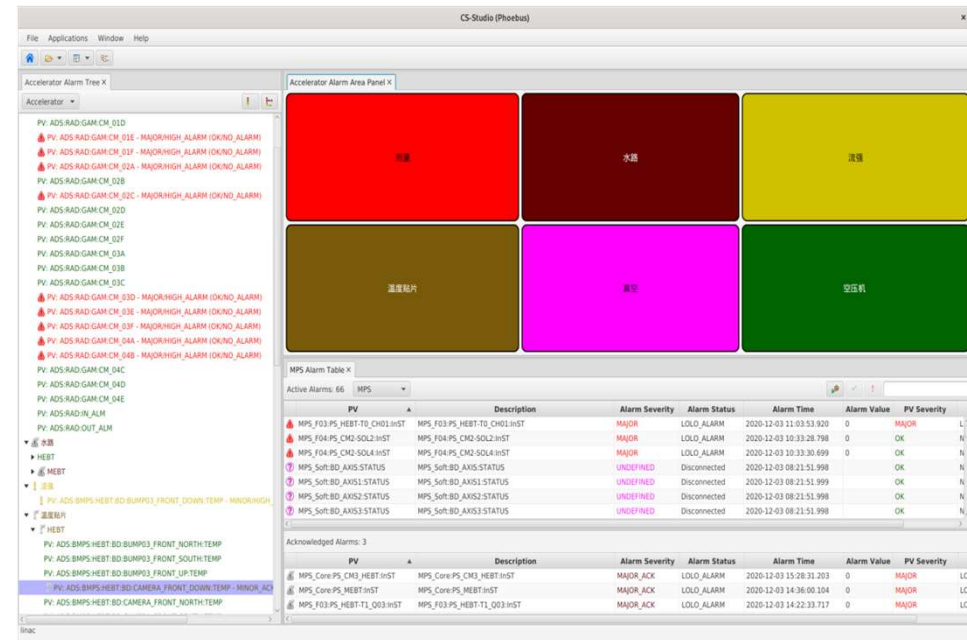 CS-Studio (Phoebus)
File Applications Window Help
Accelerator Alarm Tree X
Accelerator
PV: ADS:RAD:GAM:CM_01D
PV: ADS:RAD:GAM:CM_01E - MAJOR/HIGH_ALARM (OK/NO_ALARM)
PV: ADS:RAD:GAM:CM_01F - MAJOR/HIGH_ALARM (OK/NO_ALARM)
PV: ADS:RAD:GAM:CM_02A - MAJOR/HIGH_ALARM (OK/NO_ALARM)
PV: ADS:RAD:GAM:CM_02B
PV: ADS:RAD:GAM:CM_02C - MAJOR/HIGH_ALARM (OK/NO_ALARM)
PV: ADS:RAD:GAM:CM_02D
PV: ADS:RAD:GAM:CM_02E
PV: ADS:RAD:GAM:CM_02F
PV: ADS:RAD:GAM:CM_03A
PV: ADS:RAD:GAM:CM_03B
PV: ADS:RAD:GAM:CM_03C
PV: ADS:RAD:GAM:CM_03D - MAJOR/HIGH_ALARM (OK/NO_ALARM)
PV: ADS:RAD:GAM:CM_03E - MAJOR/HIGH_ALARM (OK/NO_ALARM)
PV: ADS:RAD:GAM:CM_03F - MAJOR/HIGH_ALARM (OK/NO_ALARM)
PV: ADS:RAD:GAM:CM_04A - MAJOR/HIGH_ALARM (OK/NO_ALARM)
PV: ADS:RAD:GAM:CM_04B - MAJOR/HIGH_ALARM (OK/NO_ALARM)
PV: ADS:RAD:GAM:CM_04C
PV: ADS:RAD:GAM:CM_04D
PV: ADS:RAD:GAM:CM_04E
PV: ADS:RAD:IN_ALM
PV: ADS:RAD:OUT_ALM
水路
HEBT
MEBT
流强
PV: ADS:BMPS:HEBT:BD:BUMP03_FRONT_DOWN:TEMP - MINOR/HIGH_
温度贴片
HEBT
PV: ADS:BMPS:HEBT:BD:BUMP03_FRONT_NORTH:TEMP
PV: ADS:BMPS:HEBT:BD:BUMP03_FRONT_SOUTH:TEMP
PV: ADS:BMPS:HEBT:BD:BUMP03_FRONT_UP:TEMP
PV: ADS:BMPS:HEBT:BD:CAMERA_FRONT_DOWN:TEMP - MINOR_ACK
PV: ADS:BMPS:HEBT:BD:CAMERA_FRONT_NORTH:TEMP
linac
Accelerator Alarm Area Panel X
剂量 水路 流强
温度贴片 真空 空压机
MPS Alarm Table X
Active Alarms: 66 MPS
PV Description Alarm Severity Alarm Status Alarm Time Alarm Value PV Severity
MPS_F03:PS_HEBT-T0_CH01:InST MPS_F03:PS_HEBT-T0_CH01:InST MAJOR LOLO_ALARM 2020-12-03 11:03:53.920 0 MAJOR L
MPS_F04:PS_CM2-SOL2:InST MPS_F04:PS_CM2-SOL2:InST MAJOR LOLO_ALARM 2020-12-03 10:33:28.798 0 OK N
MPS_F04:PS_CM2-SOL4:InST MPS_F04:PS_CM2-SOL4:InST MAJOR LOLO_ALARM 2020-12-03 10:33:30.699 0 OK N
MPS_Soft:BD_AXIS:STATUS MPS_Soft:BD_AXIS:STATUS UNDEFINED Disconnected 2020-12-03 08:21:51.998 OK N
MPS_Soft:BD_AXIS1:STATUS MPS_Soft:BD_AXIS1:STATUS UNDEFINED Disconnected 2020-12-03 08:21:51.999 OK N
MPS_Soft:BD_AXIS2:STATUS MPS_Soft:BD_AXIS2:STATUS UNDEFINED Disconnected 2020-12-03 08:21:51.998 OK N
MPS_Soft:BD_AXIS3:STATUS MPS_Soft:BD_AXIS3:STATUS UNDEFINED Disconnected 2020-12-03 08:21:51.998 OK N
Acknowledged Alarms: 3
PV Description Alarm Severity Alarm Status Alarm Time Alarm Value PV Severity
MPS_Core:PS_CM3_HEBT:InST MPS_Core:PS_CM3_HEBT:InST MAJOR_ACK LOLO_ALARM 2020-12-03 15:28:31.203 0 MAJOR LO
MPS_Core:PS_MEBT:InST MPS_Core:PS_MEBT:InST MAJOR_ACK LOLO_ALARM 2020-12-03 14:36:00.104 0 MAJOR LO
MPS_F03:PS_HEBT-T1_Q03:InST MPS_F03:PS_HEBT-T1_Q03:InST MAJOR_ACK LOLO_ALARM 2020-12-03 14:22:33.717 0 MAJOR LO